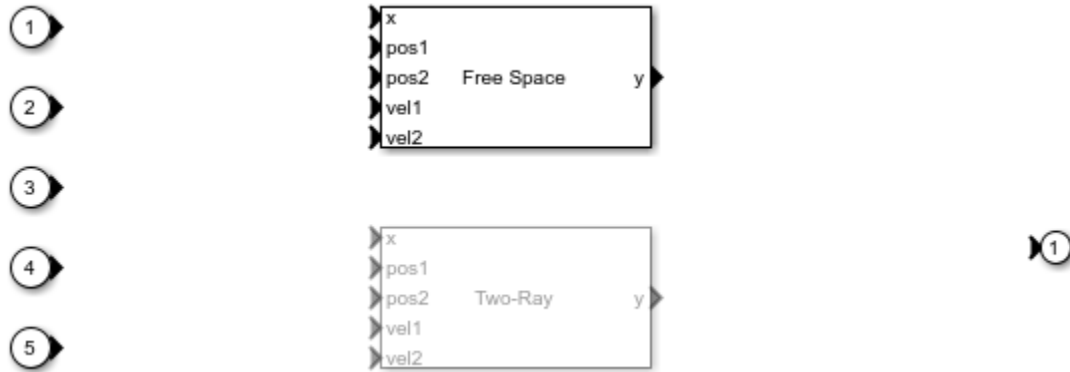 1
2
3
4
5
x
pos1
pos2 Free Space y
vel1
vel2
x
pos1
pos2 Two-Ray y
vel1
vel2
1